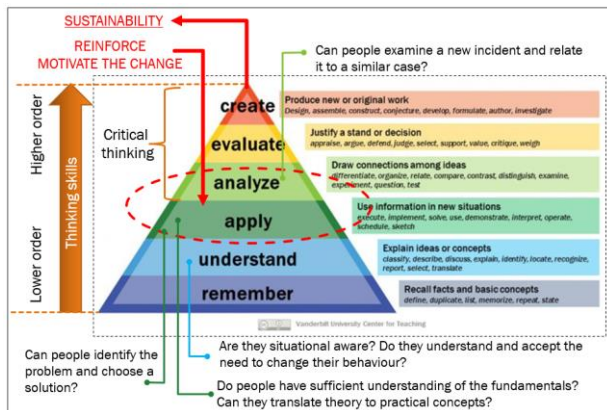 SUSTAINABILITY
REINFORCE
MOTIVATE THE CHANGE
Can people examine a new incident and relate
it to a similar case?
Higher order
Thinking skills
Lower order
Critical
thinking
create
Produce new or original work
Design, assemble, construct, conjecture, develop, formulate, author, investigate
evaluate
Justify a stand or decision
appraise, argue, defend, judge, select, support, value, critique, weigh
analyze
Draw connections among ideas
differentiate, organize, relate, compare, contrast, distinguish, examine,
experiment, question, test
apply
Use information in new situations
execute, implement, solve, use, demonstrate, interpret, operate,
schedule, sketch
understand
Explain ideas or concepts
classify, describe, discuss, explain, identify, locate, recognize,
report, select, translate
remember
Recall facts and basic concepts
define, duplicate, list, memorize, repeat, state
Vanderbilt University Center for Teaching
Can people identify the
problem and choose a
solution?
Are they situational aware? Do they understand and accept the
need to change their behaviour?
Do people have sufficient understanding of the fundamentals?
Can they translate theory to practical concepts?